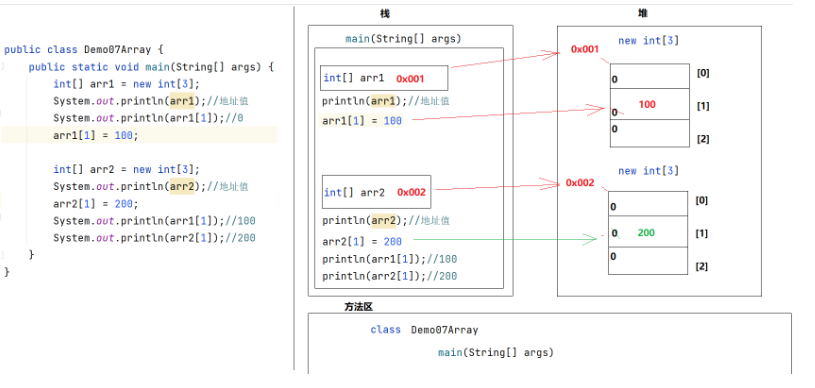 public class Demo07Array {
public static void main(String[] args) {
int[] arr1 = new int[3];
System.out.println(arr1);//地址值
System.out.println(arr1[1]);//0
arr1[1] = 100;
int[] arr2 = new int[3];
System.out.println(arr2);//地址值
arr2[1] = 200;
System.out.println(arr1[1]);//100
System.out.println(arr2[1]);//200
}
}
栈
main(String[] args)
int[] arr1 0x001
println(arr1);//地址值
arr1[1] = 100
int[] arr2 0x002
println(arr2);//地址值
arr2[1] = 200
println(arr1[1]);//100
println(arr2[1]);//200
堆
new int[3]
0x001
0 [0]
0 100 [1]
0 [2]
new int[3]
0x002
0 [0]
0 200 [1]
0 [2]
方法区
class Demo07Array
main(String[] args)